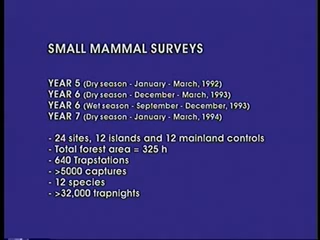 SMALL MAMMAL SURVEYS
YEAR 5 (Dry season - January - March, 1992)
YEAR 6 (Dry season - December - March, 1993)
YEAR 6 (Wet season - September - December, 1993)
YEAR 7 (Dry season - January - March, 1994)
- 24 sites, 12 islands and 12 mainland controls
- Total forest area = 325 h
- 640 Trapstations
- >5000 captures
- 12 species
- >32,000 trapnights